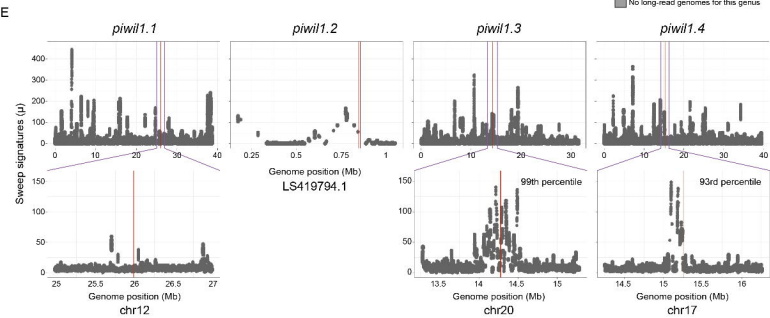 No long-read genomes for this genus
E
piwil1.1
piwil1.2
piwil1.3
piwil1.4
Sweep signatures (μ)
400
300
200
100
0
0 10 20 30 40
0.25 0.5 0.75 1
Genome position (Mb)
LS419794.1
0 10 20 30
0 10 20 30 40
150
100
50
0
25 25.5 26 26.5 27
Genome position (Mb)
chr12
99th percentile
150
100
50
0
13.5 14 14.5 15
Genome position (Mb)
chr20
93rd percentile
14.5 15 15.5 16
Genome position (Mb)
chr17